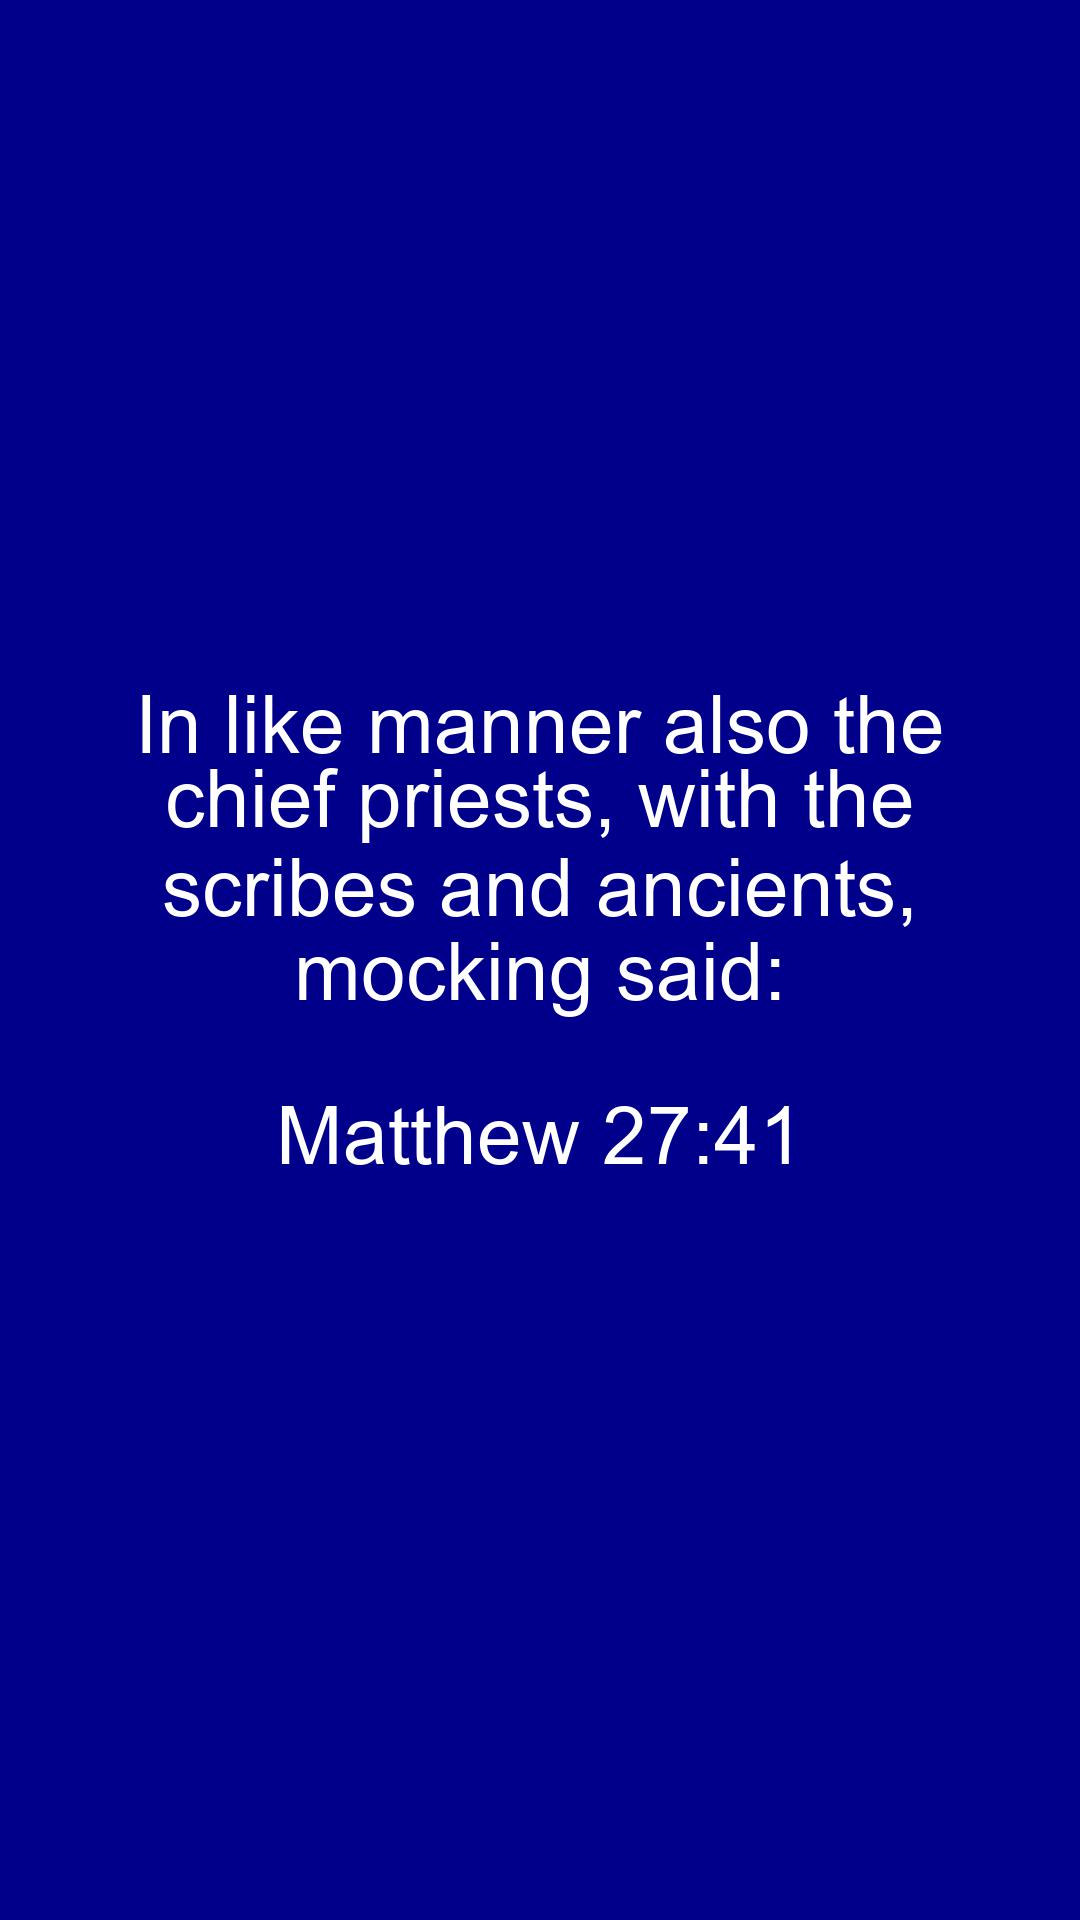 In like manner also the
chief priests, with the
scribes and ancients,
mocking said:
Matthew 27:41